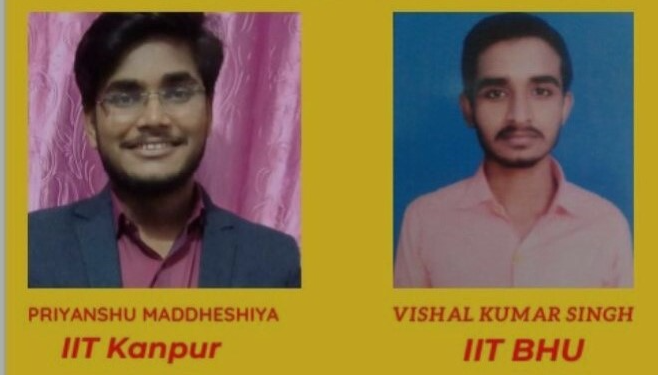 PRIYANSHU MADDHESHIYA
IIT Kanpur
VISHAL KUMAR SINGH
IIT BHU